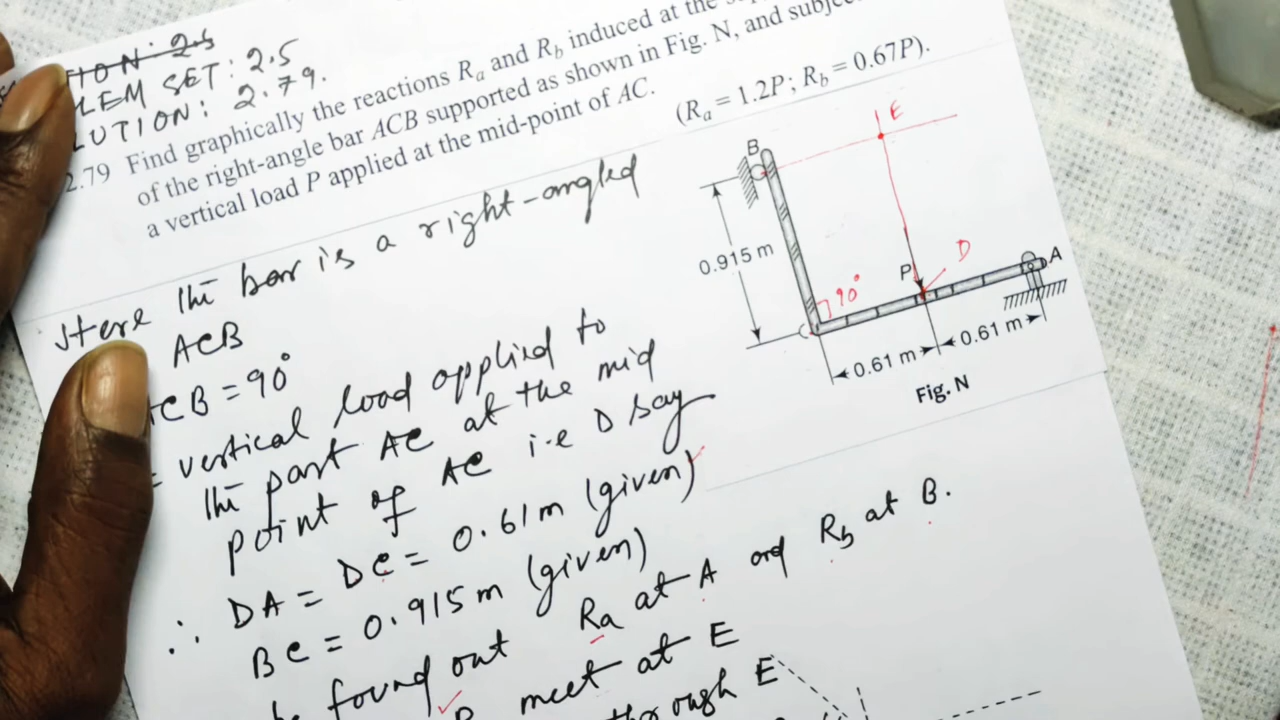 TION: 2.5
LEM SET: 2.5
LUTION: 2.79.
2.79 Find graphically the reactions Ra and Rb induced at the
of the right-angle bar ACB supported as shown in Fig. N, and
a vertical load P applied at the mid-point of AC.
(Ra = 1.2P; Rb = 0.67P).
E
B
0.915 m
90°
P
D
A
0.61 m
0.61 m
Fig. N
Here the bar is a right-angled
ACB
CB = 90°
= vertical load applied to
the part AC at the mid
point of AC i.e D say
∴ DA = DC = 0.61m (given)
BC = 0.915m (given)
found out Ra at A and Rb at B.
meet at E
through E